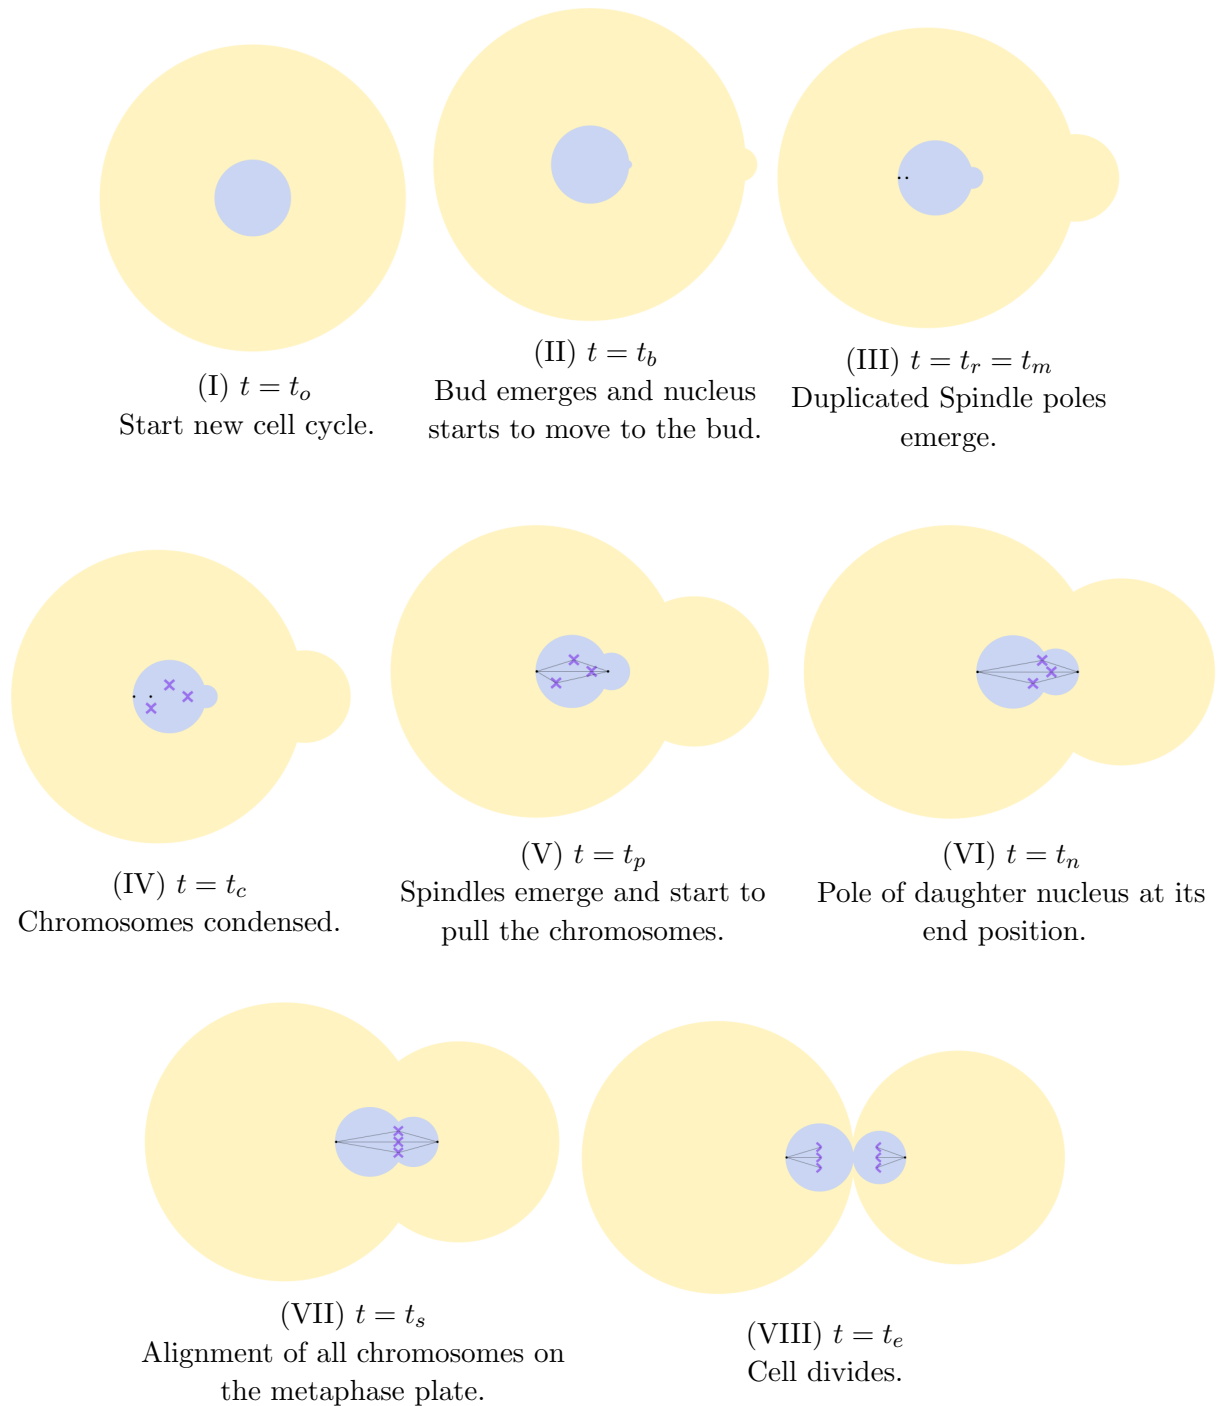 (I) t = t_o
Start new cell cycle.
(II) t = t_b
Bud emerges and nucleus
starts to move to the bud.
(III) t = t_r = t_m
Duplicated Spindle poles
emerge.
(IV) t = t_c
Chromosomes condensed.
(V) t = t_p
Spindles emerge and start to
pull the chromosomes.
(VI) t = t_n
Pole of daughter nucleus at its
end position.
(VII) t = t_s
Alignment of all chromosomes on
the metaphase plate.
(VIII) t = t_e
Cell divides.